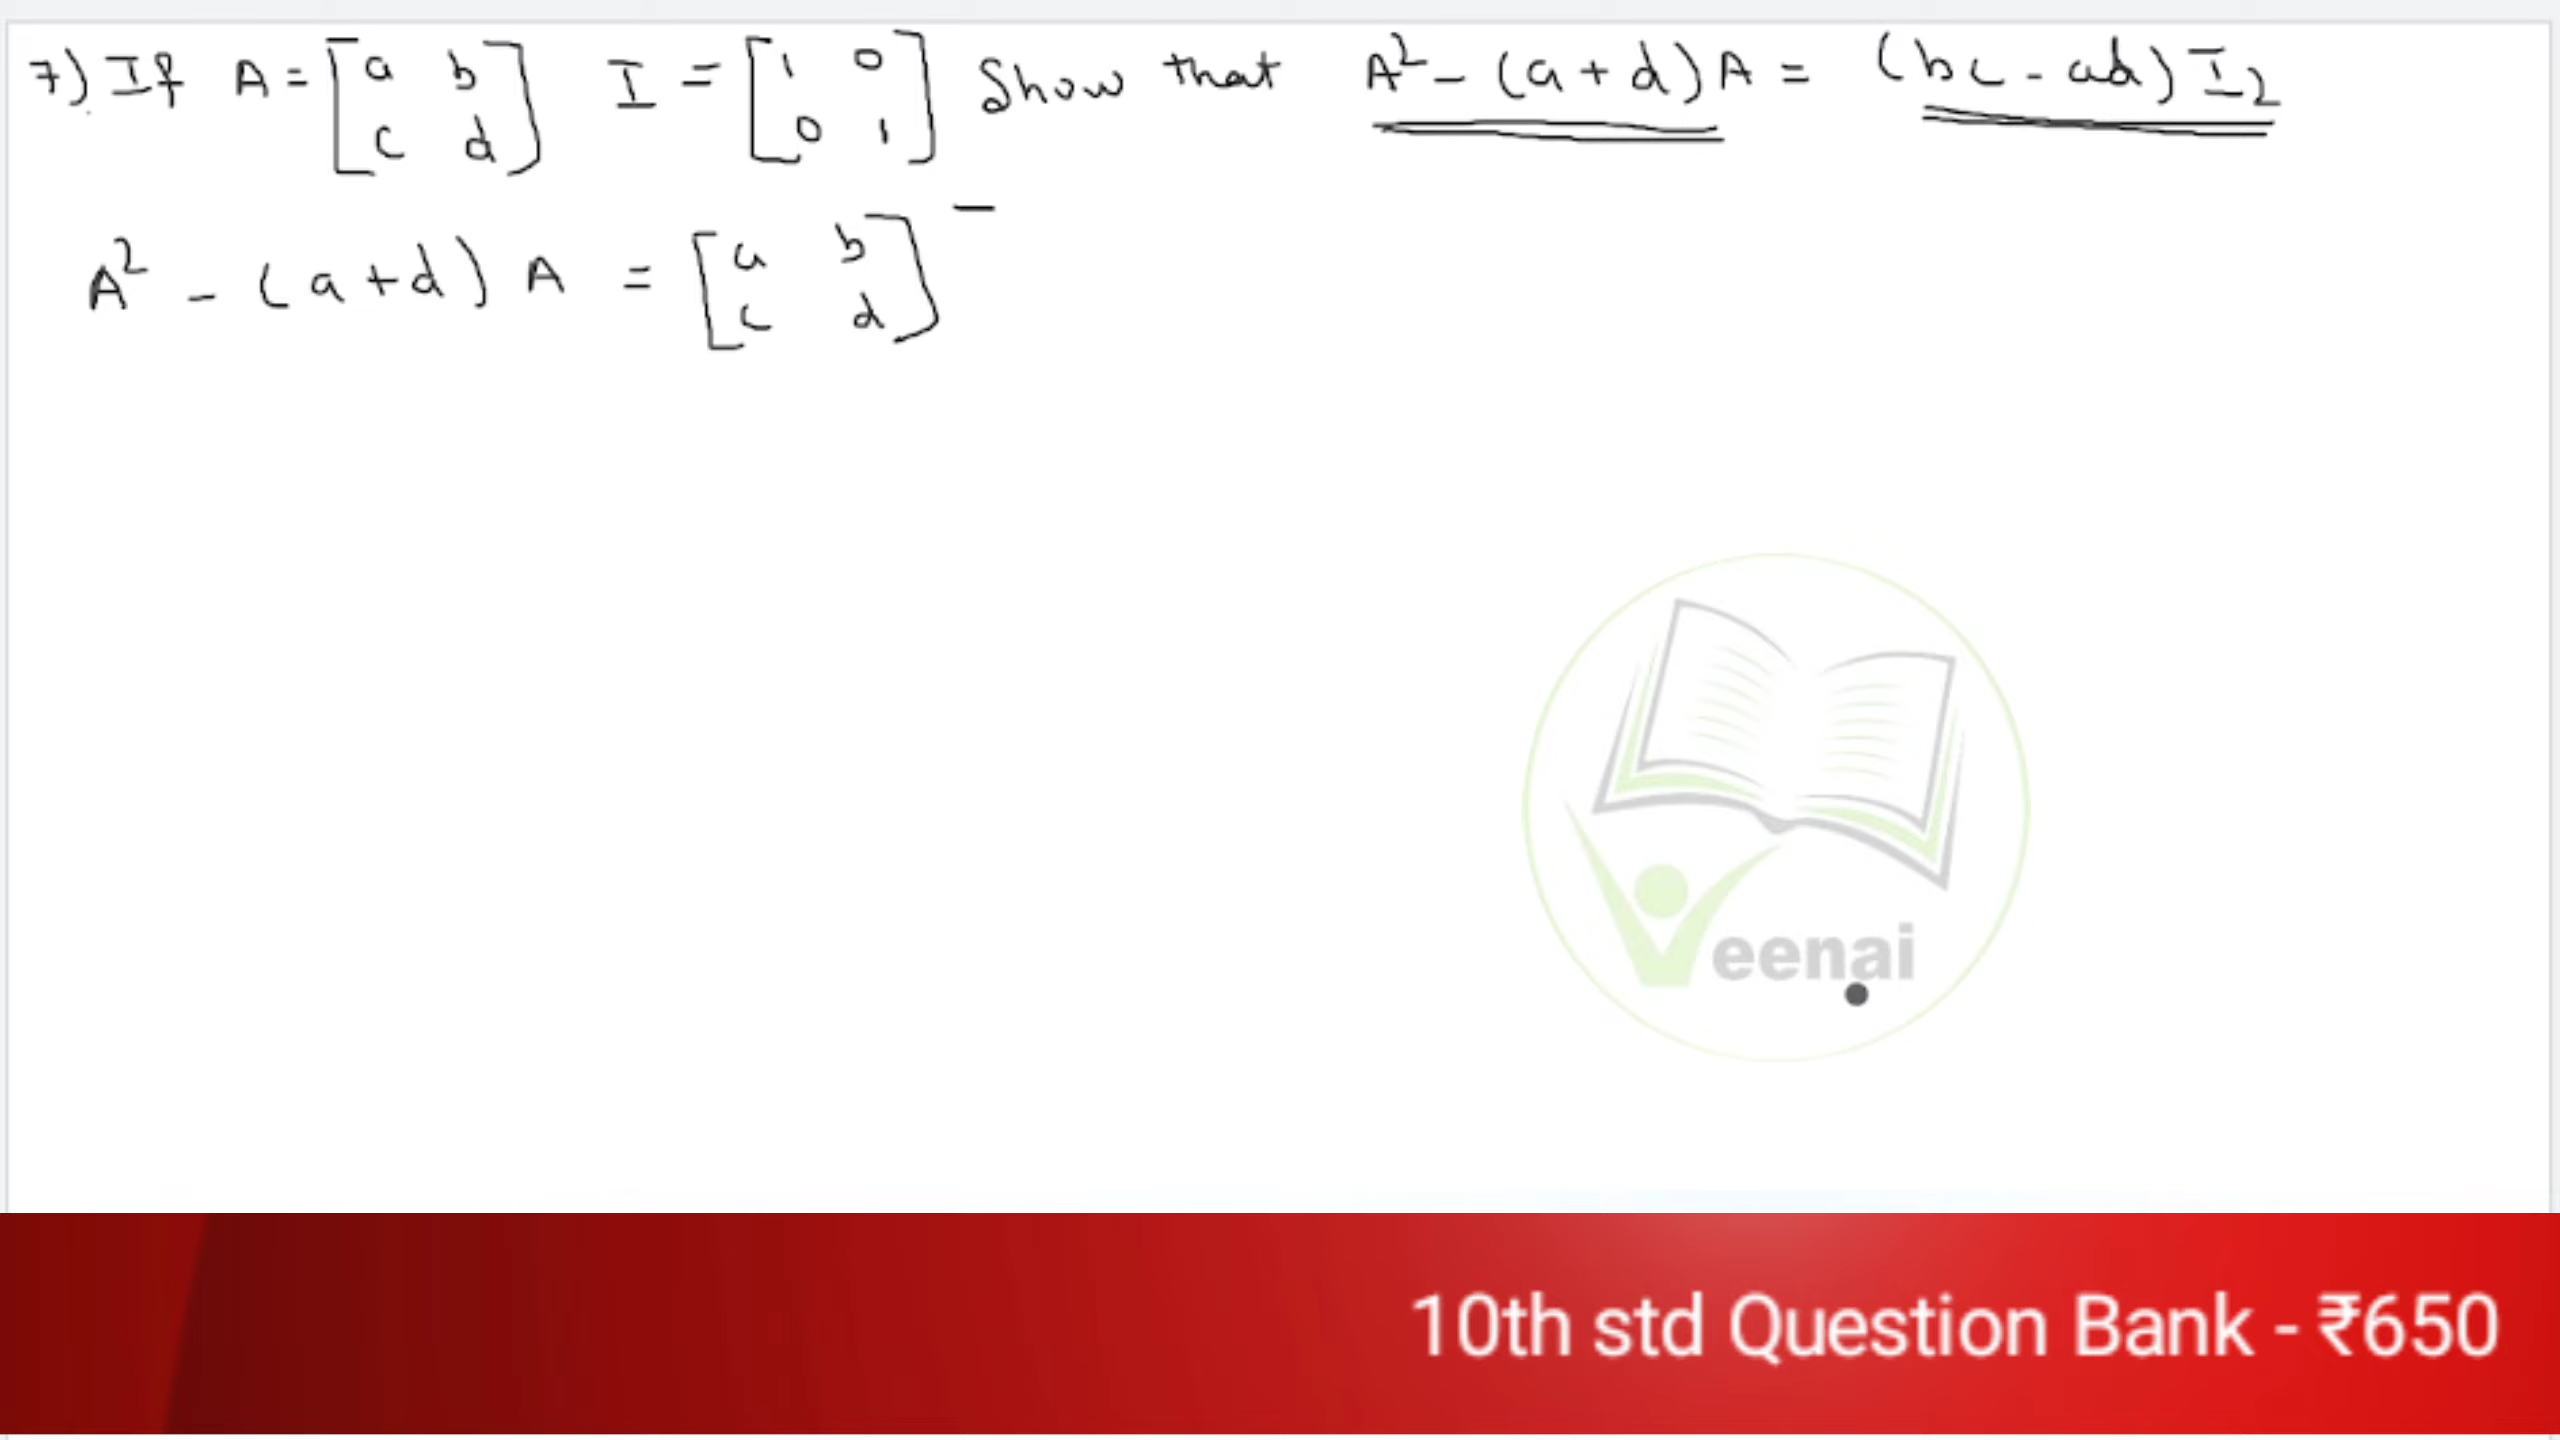 7) If A = [a b c d] I = [1 0 0 1] Show that A² - (a + d) A = (bc - ad) I₂
A² - (a + d) A = [a b c d] -
Veenai
10th std Question Bank - ₹650